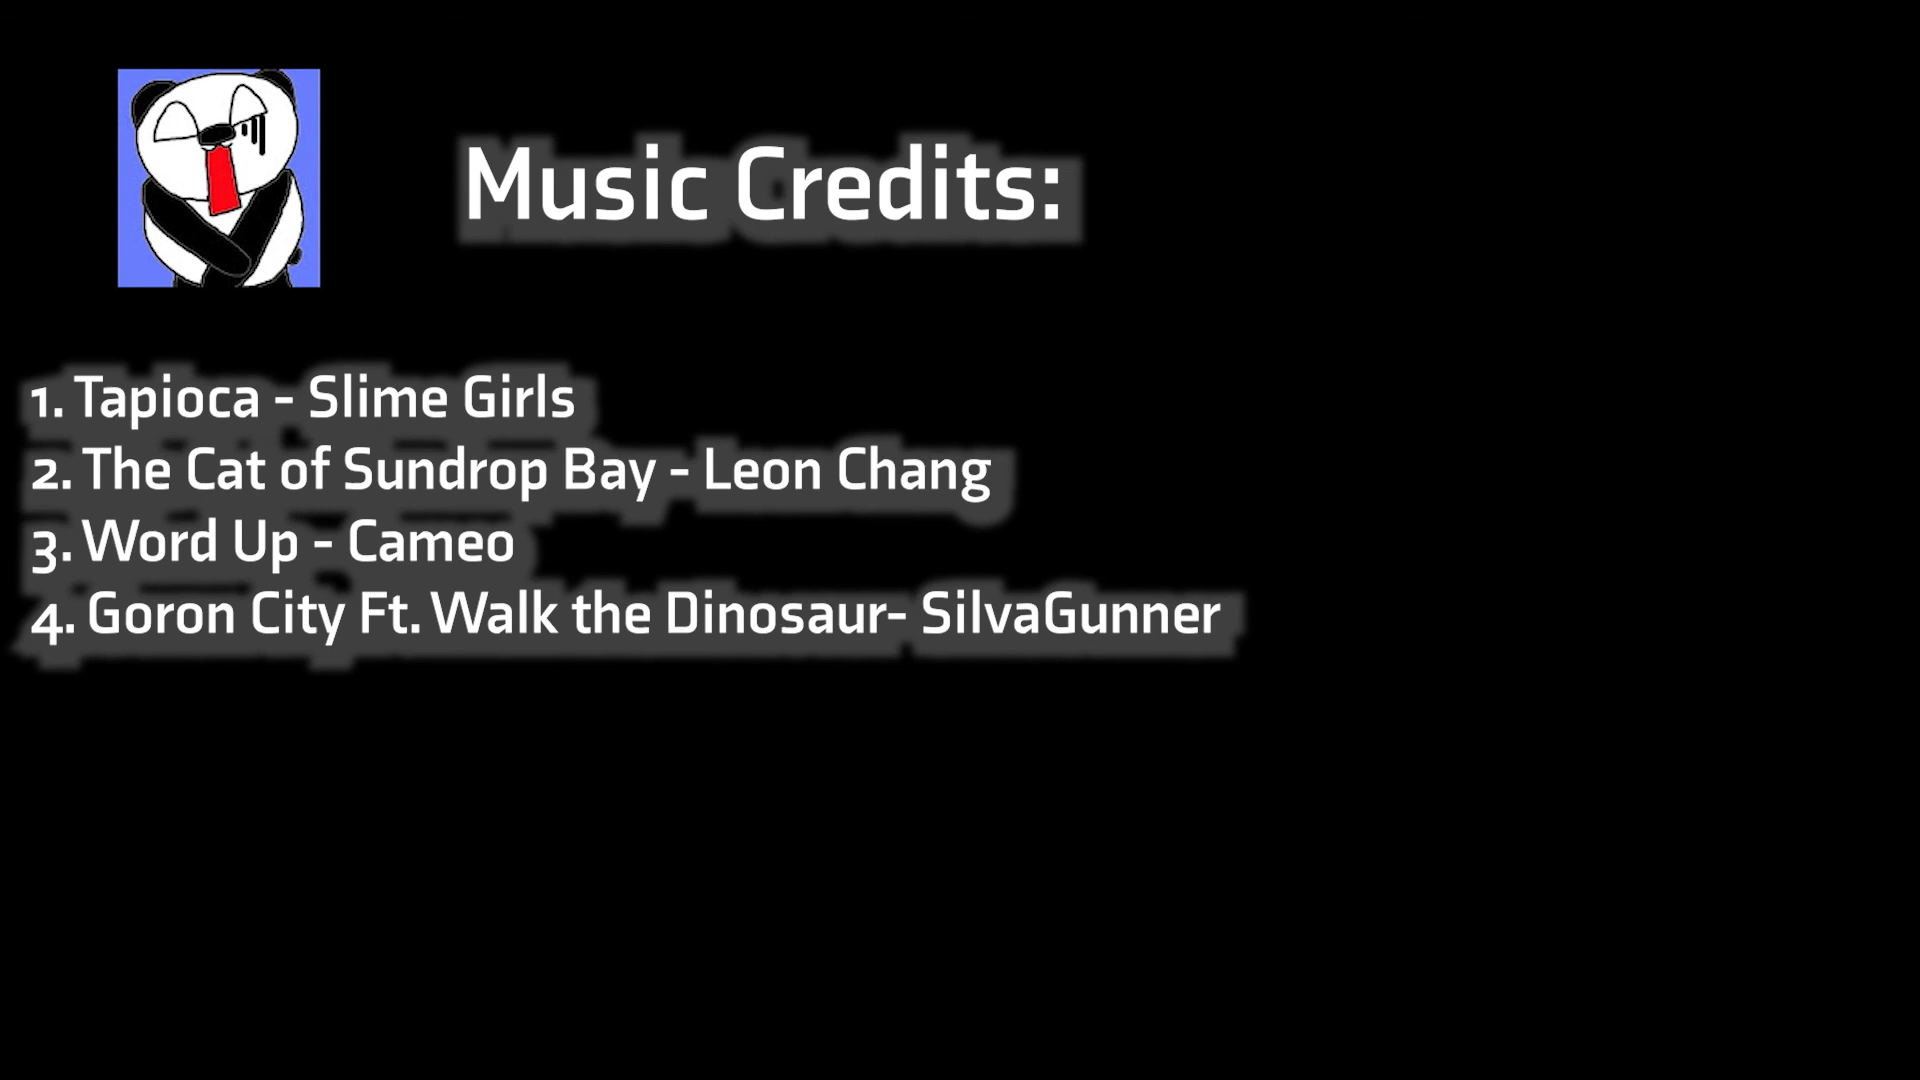 Music Credits:
1. Tapioca - Slime Girls
2. The Cat of Sundrop Bay - Leon Chang
3. Word Up - Cameo
4. Goron City Ft. Walk the Dinosaur- SilvaGunner